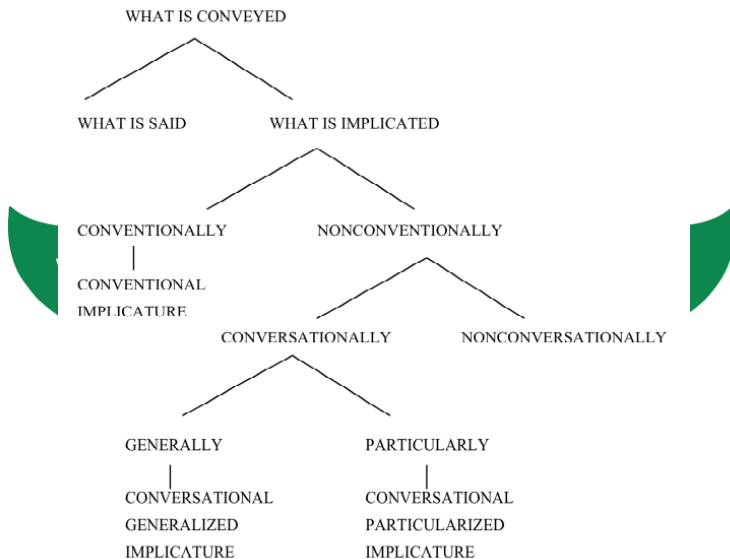 WHAT IS CONVEYED
WHAT IS SAID
WHAT IS IMPLICATED
CONVENTIONALLY
NONCONVENTIONALLY
CONVENTIONAL
IMPLICATURE
CONVERSATIONALLY
NONCONVERSATIONALLY
GENERALLY
PARTICULARLY
CONVERSATIONAL
GENERALIZED
IMPLICATURE
CONVERSATIONAL
PARTICULARIZED
IMPLICATURE